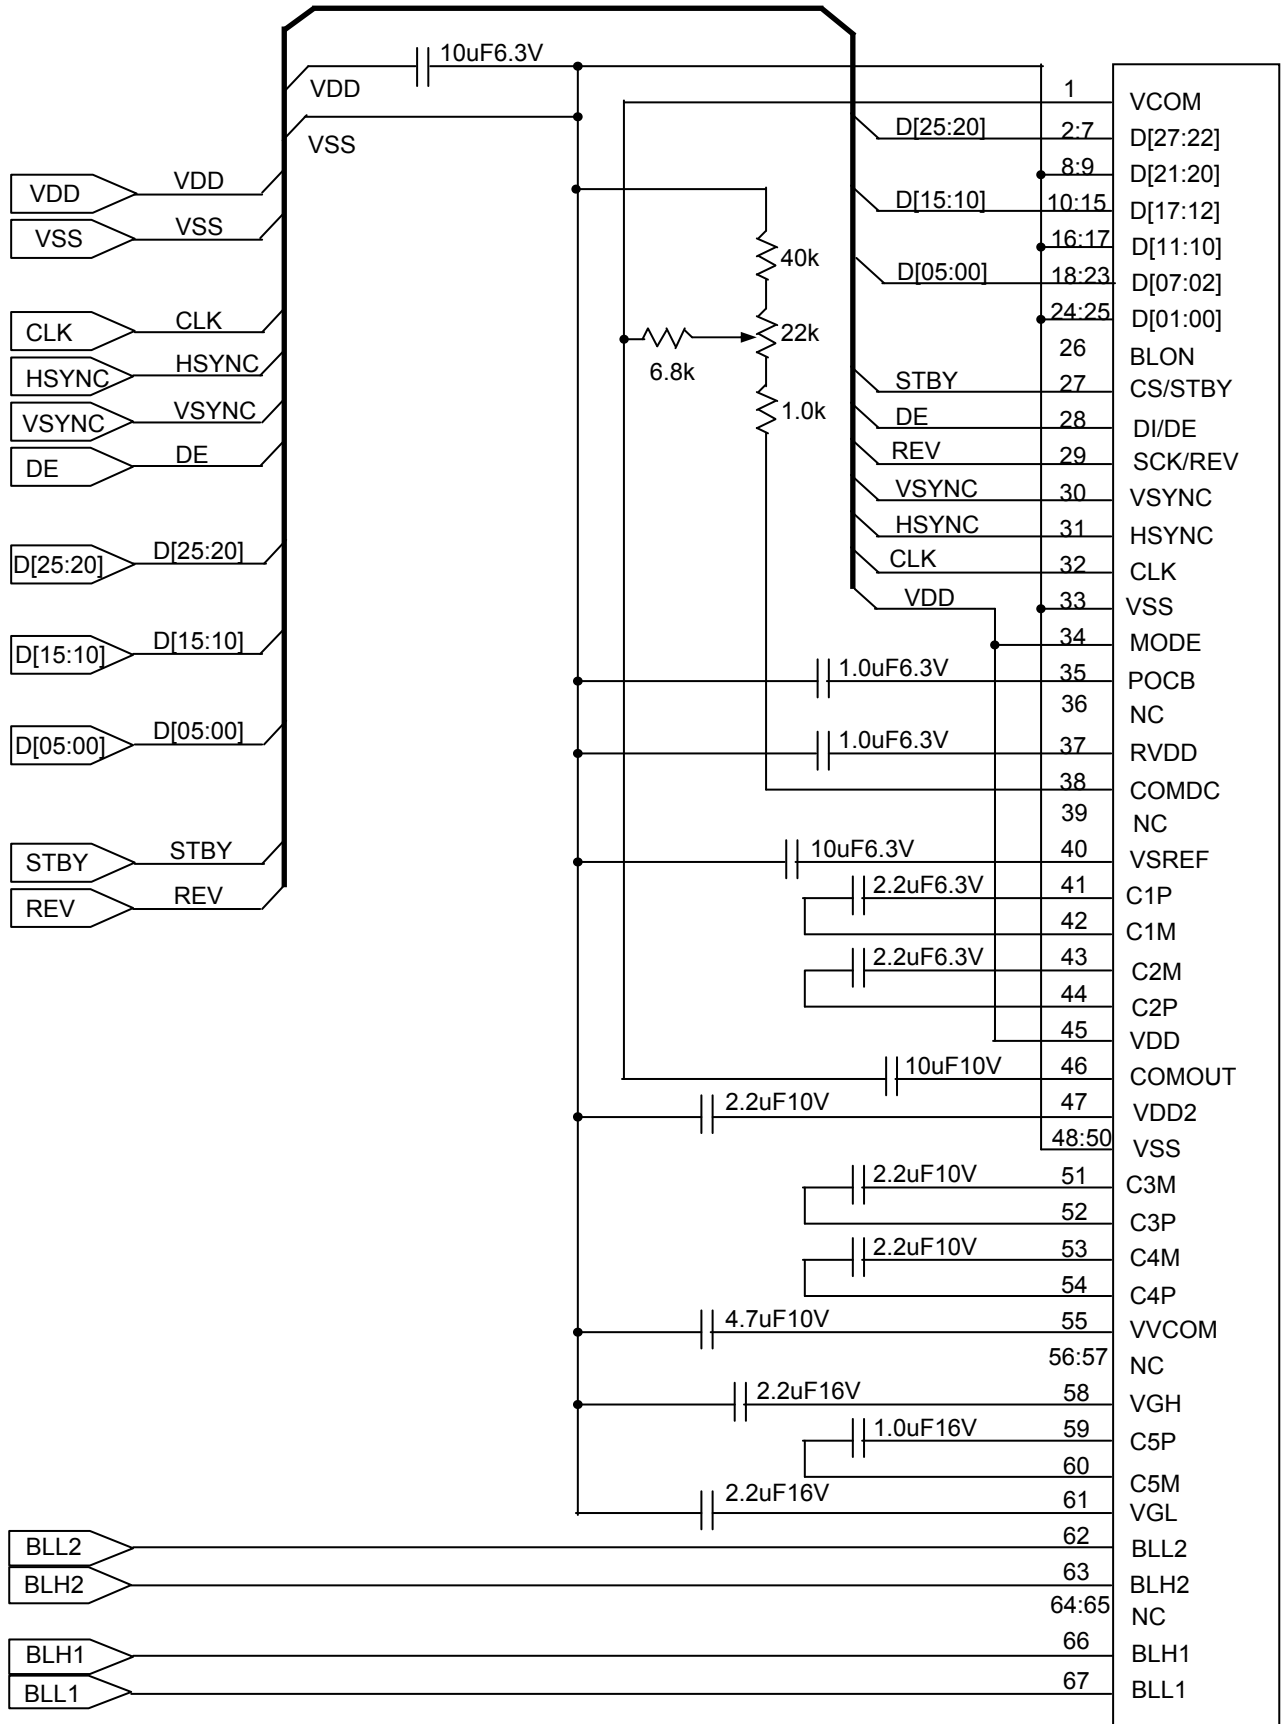 10uF6.3V
VDD
VSS
VDD VDD
VSS VSS
CLK CLK
HSYNC HSYNC
VSYNC VSYNC
DE DE
D[25:20] D[25:20]
D[15:10] D[15:10]
D[05:00] D[05:00]
STBY STBY
REV REV
40k
22k
6.8k
1.0k
1 VCOM
D[25:20] 2:7 D[27:22]
8:9 D[21:20]
D[15:10] 10:15 D[17:12]
16:17 D[11:10]
D[05:00] 18:23 D[07:02]
24:25 D[01:00]
26 BLON
STBY 27 CS/STBY
DE 28 DI/DE
REV 29 SCK/REV
VSYNC 30 VSYNC
HSYNC 31 HSYNC
CLK 32 CLK
VDD 33 VSS
34 MODE
1.0uF6.3V 35 POCB
36 NC
1.0uF6.3V 37 RVDD
38 COMDC
39 NC
10uF6.3V 40 VSREF
2.2uF6.3V 41 C1P
42 C1M
2.2uF6.3V 43 C2M
44 C2P
45 VDD
10uF10V 46 COMOUT
2.2uF10V 47 VDD2
48:50 VSS
2.2uF10V 51 C3M
52 C3P
2.2uF10V 53 C4M
54 C4P
4.7uF10V 55 VVCOM
56:57 NC
2.2uF16V 58 VGH
1.0uF16V 59 C5P
60 C5M
2.2uF16V 61 VGL
BLL2 62 BLL2
BLH2 63 BLH2
64:65 NC
BLH1 66 BLH1
BLL1 67 BLL1